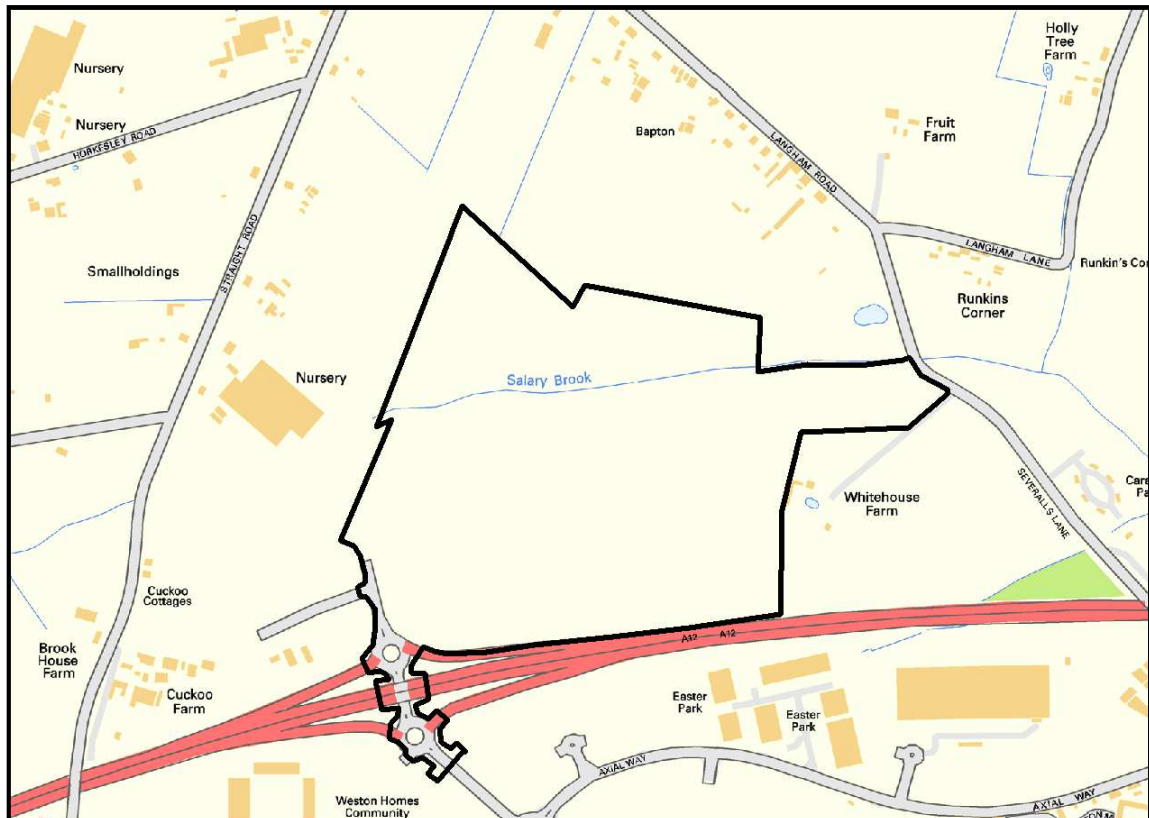 Nursery
Nursery
HORKESLEY ROAD
STRAIGHT ROAD
Smallholdings
Nursery
Bapton
LANGHAM ROAD
Fruit
Farm
Holly
Tree
Farm
LANGHAM LANE
Runkin's Co
Runkins
Corner
Salary Brook
Whitehouse
Farm
SEVERALLS LANE
Cara
Pa
Cuckoo
Cottages
Brook
House
Farm
Cuckoo
Farm
A12
A12
Easter
Park
Easter
Park
AXIAL WAY
AXIAL WAY
Weston Homes
Community